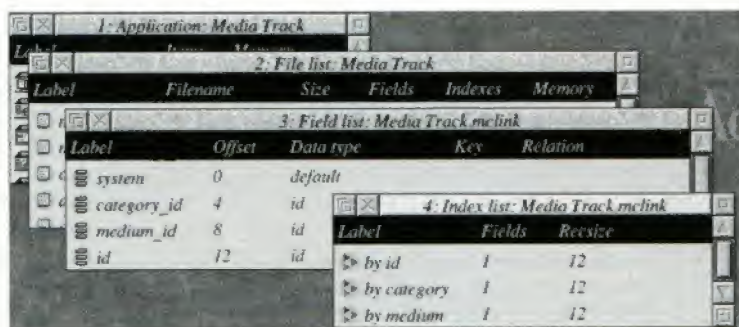 1: Application: Media Track
Label Items Memory
2: File list: Media Track
Label Filename Size Fields Indexes Memory
3: Field list: Media Track.mclink
Label Offset Data type Key Relation
system 0 default
category_id 4 id
medium_id 8 id
id 12 id
4: Index list: Media Track.mclink
Label Fields Recsize
by id 1 12
by category 1 12
by medium 1 12